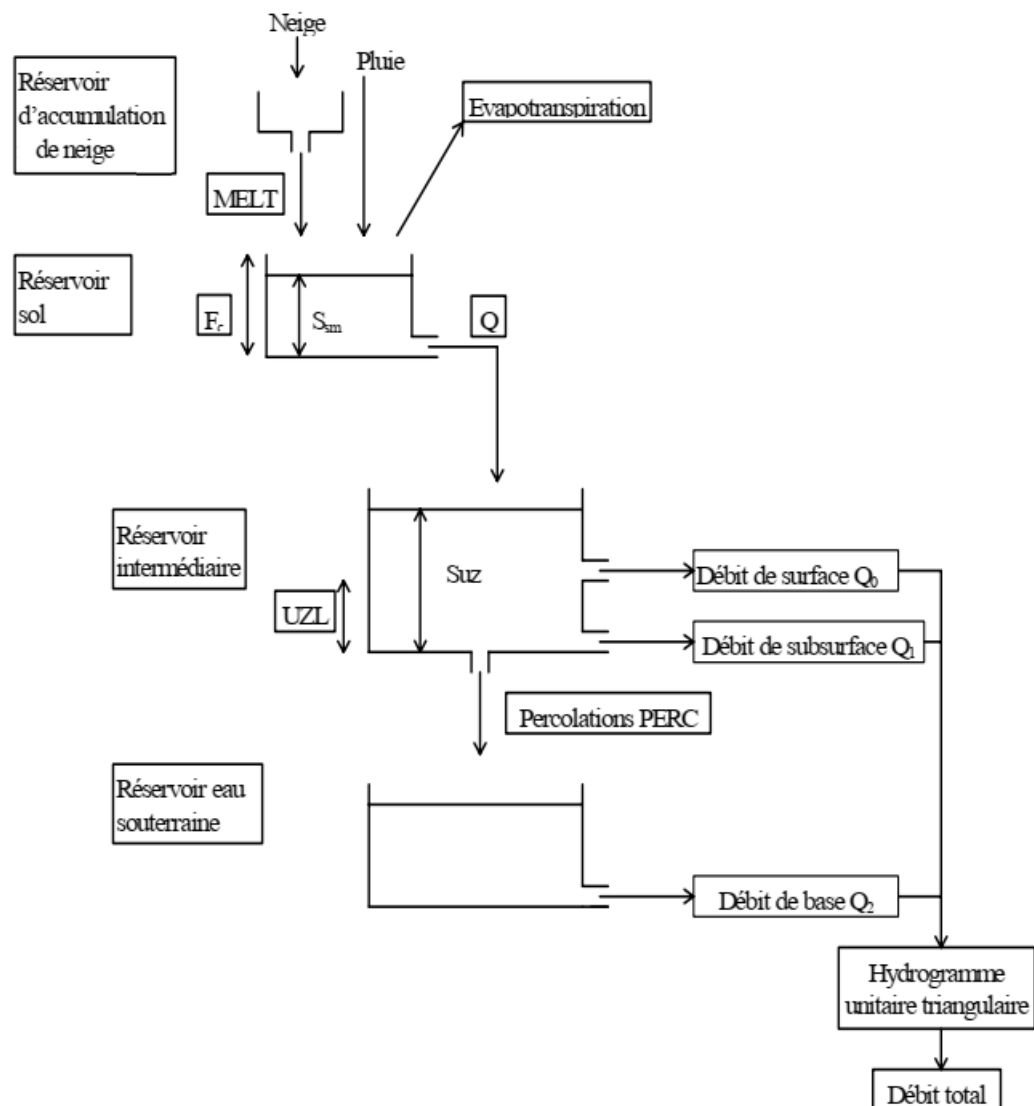 Neige
Pluie
Réservoir
d'accumulation
de neige
Evapotranspiration
MELT
Réservoir
sol
Fc
Ssm
Q
Réservoir
intermédiaire
Suz
UZL
Débit de surface Q0
Débit de subsurface Q1
Percolations PERC
Réservoir eau
souterraine
Débit de base Q2
Hydrogramme
unitaire triangulaire
Débit total